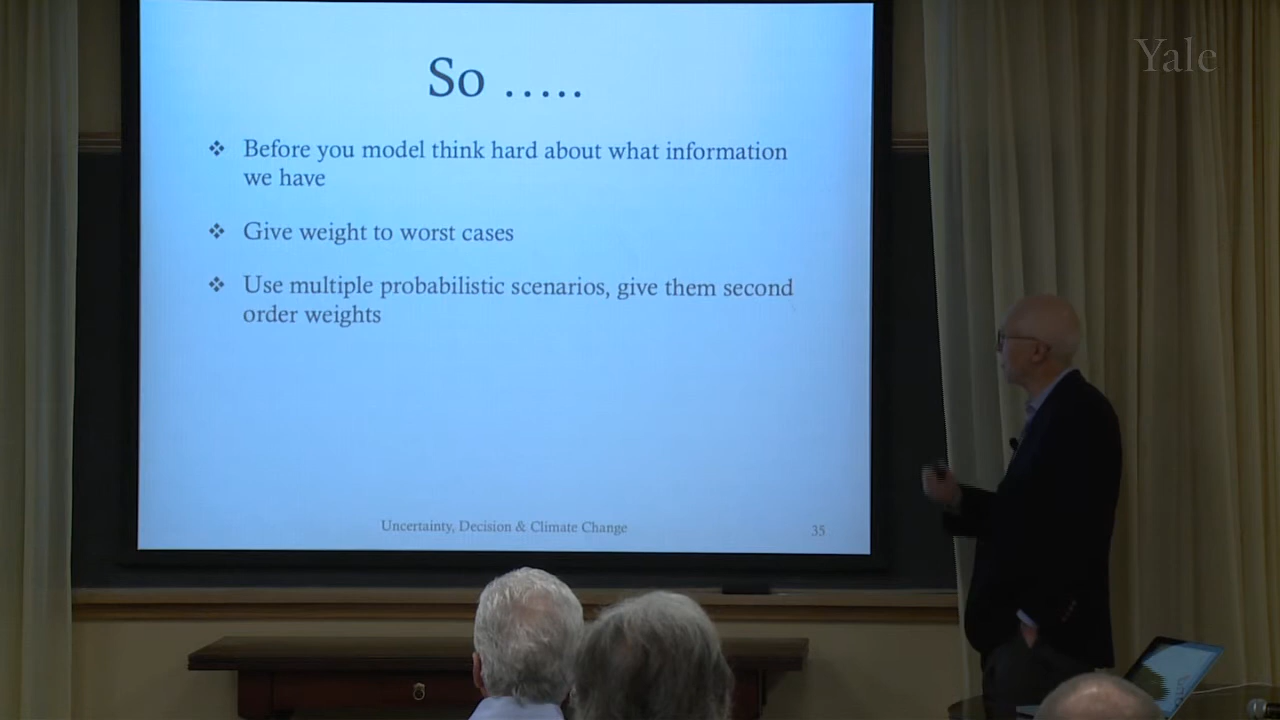 Yale
So .....
❖ Before you model think hard about what information
we have
❖ Give weight to worst cases
❖ Use multiple probabilistic scenarios, give them second
order weights
Uncertainty, Decision & Climate Change
35